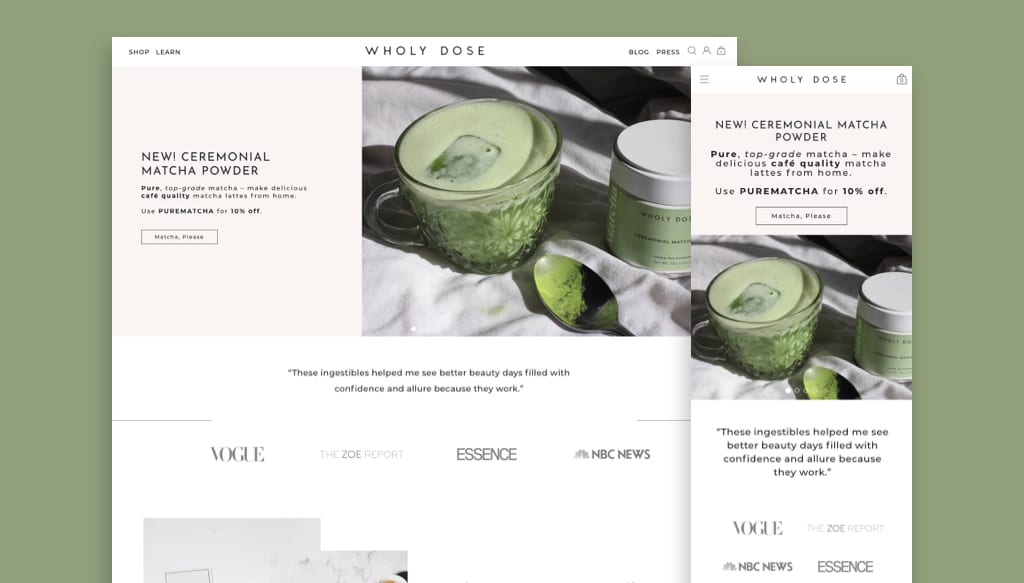 SHOP LEARN
WHOLY DOSE
BLOG PRESS
NEW! CEREMONIAL
MATCHA POWDER
Pure, top-grade matcha – make delicious
café quality matcha lattes from home.
Use PUREMATCHA for 10% off.
Matcha, Please
WHOLY DOS
CEREMONIAL MATCH
“These ingestibles helped me see better beauty days filled with
confidence and allure because they work.”
VOGUE THE ZOE REPORT ESSENCE NBC NEWS
WHOLY DOSE
0
NEW! CEREMONIAL MATCHA
POWDER
Pure, top-grade matcha – make
delicious café quality matcha
lattes from home.
Use PUREMATCHA for 10% off.
Matcha, Please
WHOLY DO
“These ingestibles helped me see
better beauty days filled with
confidence and allure because
they work.”
VOGUE THE ZOE REPORT
NBC NEWS ESSENCE